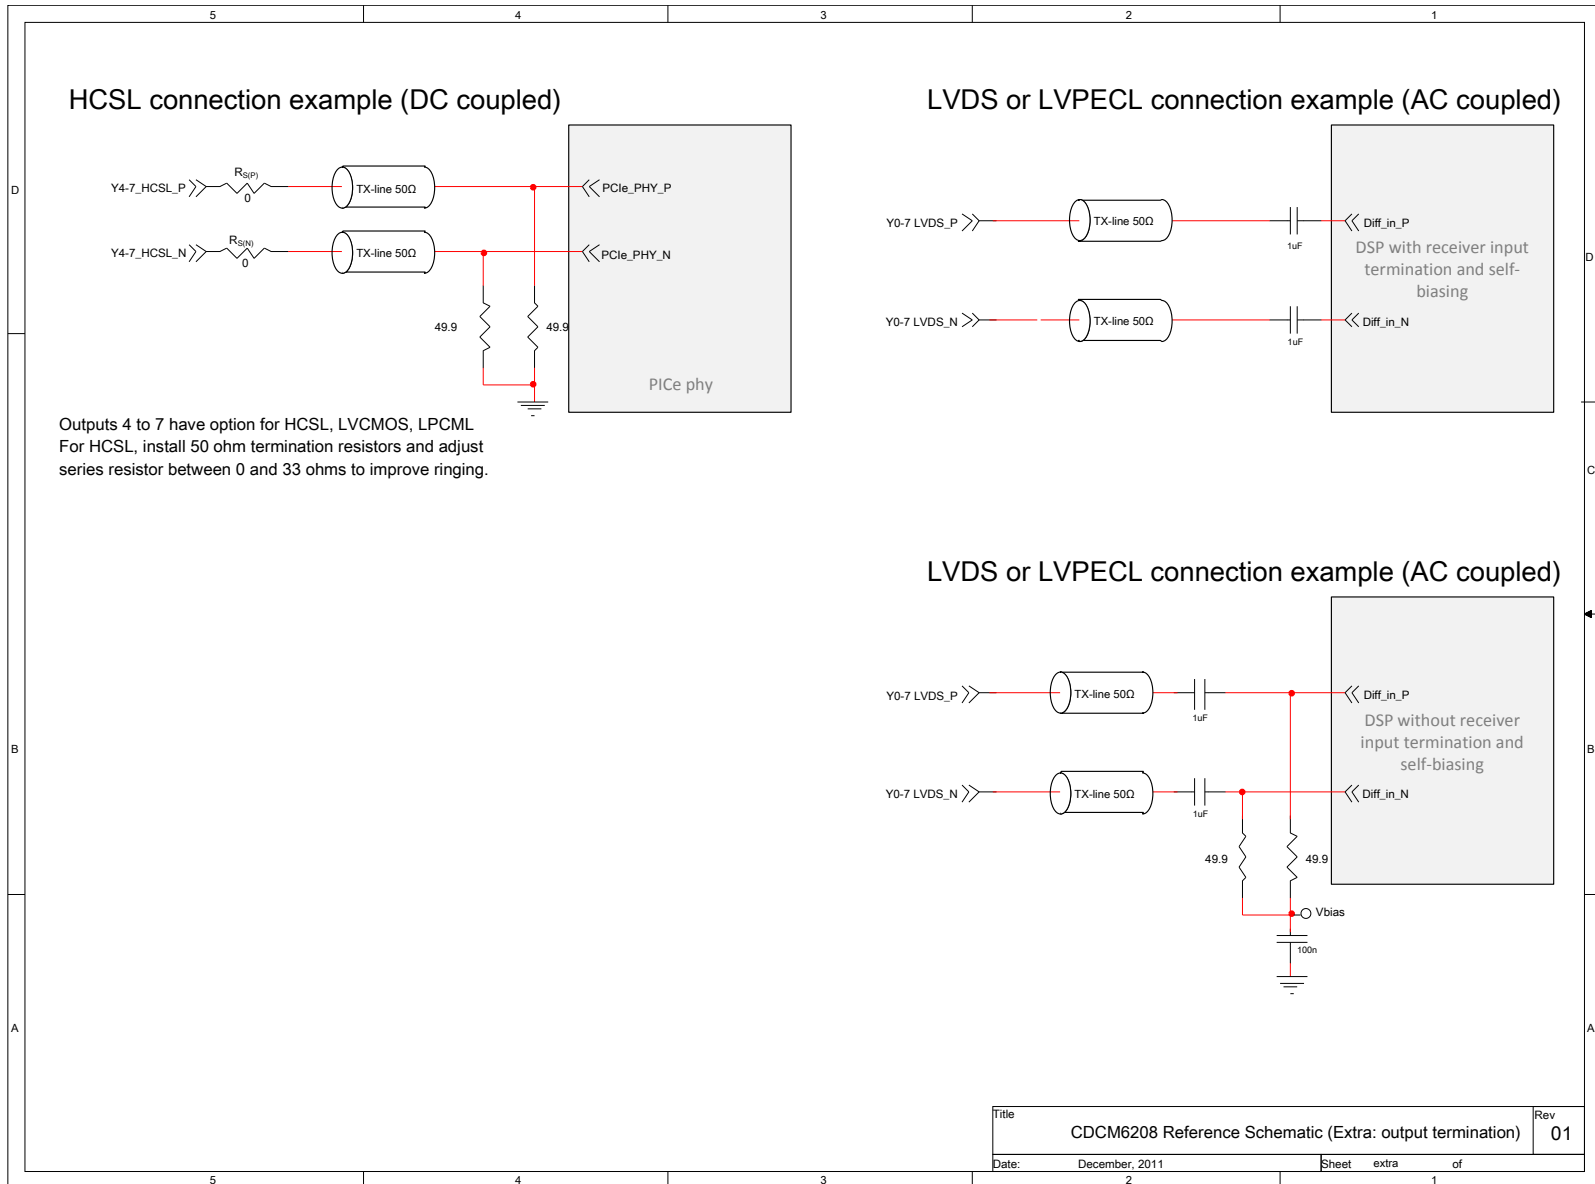 5 4 3 2 1
HCSL connection example (DC coupled)
LVDS or LVPECL connection example (AC coupled)
D
D
Y4-7_HCSL_P
RS(P)
0
TX-line 50Ω
PCIe_PHY_P
Y4-7_HCSL_N
RS(N)
0
TX-line 50Ω
PCIe_PHY_N
49.9
49.9
PICe phy
Y0-7 LVDS_P
TX-line 50Ω
1uF
Diff_in_P
DSP with receiver input
termination and self-
biasing
Y0-7 LVDS_N
TX-line 50Ω
1uF
Diff_in_N
Outputs 4 to 7 have option for HCSL, LVCMOS, LPCML
For HCSL, install 50 ohm termination resistors and adjust
series resistor between 0 and 33 ohms to improve ringing.
C
LVDS or LVPECL connection example (AC coupled)
Y0-7 LVDS_P
TX-line 50Ω
1uF
Diff_in_P
DSP without receiver
input termination and
self-biasing
B
B
Y0-7 LVDS_N
TX-line 50Ω
1uF
Diff_in_N
49.9
49.9
Vbias
100n
A
A
Title
CDCM6208 Reference Schematic (Extra: output termination)
Rev
01
Date: December, 2011
Sheet extra of
5 4 3 2 1